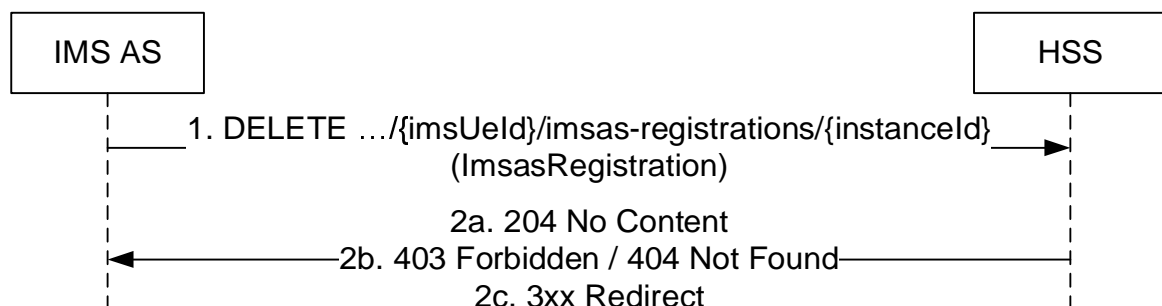 IMS AS
HSS
1. DELETE …/{imsUeId}/imsas-registrations/{instanceId}
(ImsasRegistration)
2a. 204 No Content
2b. 403 Forbidden / 404 Not Found
2c. 3xx Redirect